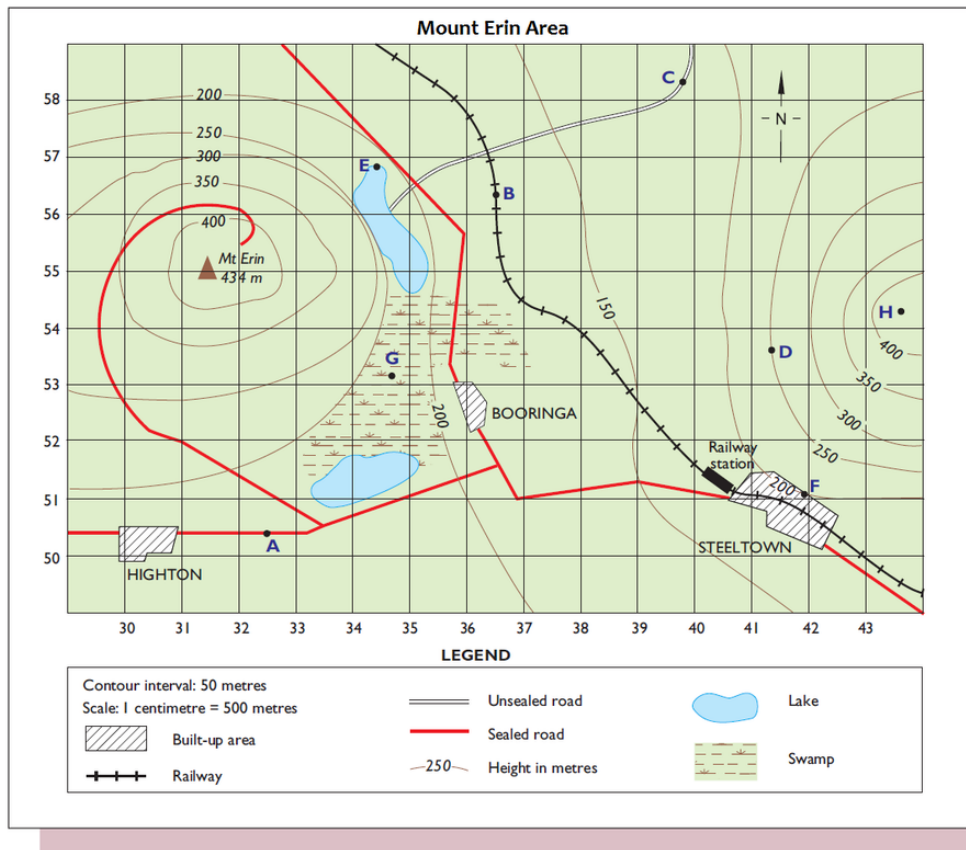 Mount Erin Area
58
57
56
55
54
53
52
51
50
200
250
300
350
400
Mt Erin
434 m
E
C
N
B
150
H
400
D
350
300
250
G
200
BOORINGA
Railway
station
200
F
STEELTOWN
A
HIGHTON
30 31 32 33 34 35 36 37 38 39 40 41 42 43
LEGEND
Contour interval: 50 metres
Scale: 1 centimetre = 500 metres
Built-up area
Railway
Unsealed road
Sealed road
250 Height in metres
Lake
Swamp